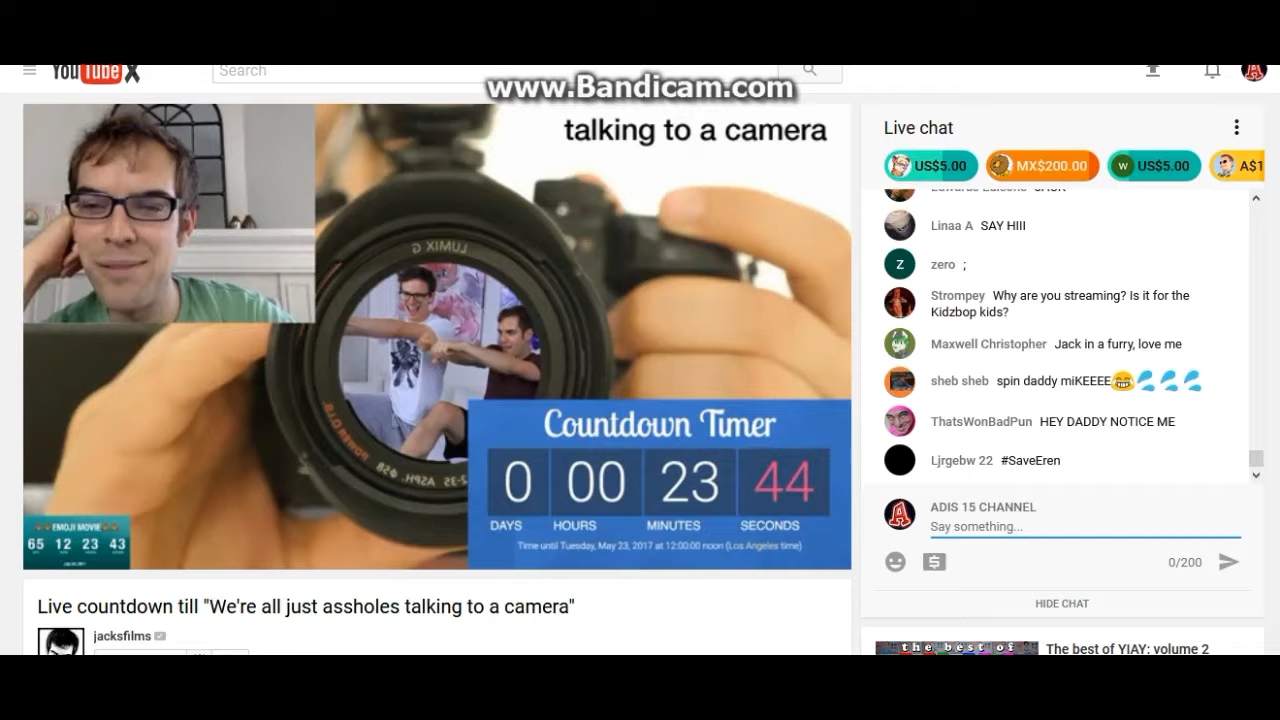 YouTubeX
Search
www.Bandicam.com
talking to a camera
LUMIX G
POWER O.I.S.
ASPH. Ø58
Countdown Timer
0 00 23 44
DAYS HOURS MINUTES SECONDS
Time until Tuesday, May 23, 2017 at 12:00:00 noon (Los Angeles time)
EMOJI MOVIE
65 12 23 43
Live countdown till "We're all just assholes talking to a camera"
jacksfilms
Live chat
US$5.00 MX$200.00 W US$5.00 A$1
Linaa A SAY HIII
Z zero ;
Strompey Why are you streaming? Is it for the
Kidzbop kids?
Maxwell Christopher Jack in a furry, love me
sheb sheb spin daddy miKEEEE😂💦💦💦
ThatsWonBadPun HEY DADDY NOTICE ME
Ljrgebw 22 #SaveEren
A ADIS 15 CHANNEL
Say something...
0/200
HIDE CHAT
the best of
The best of YIAY: volume 2